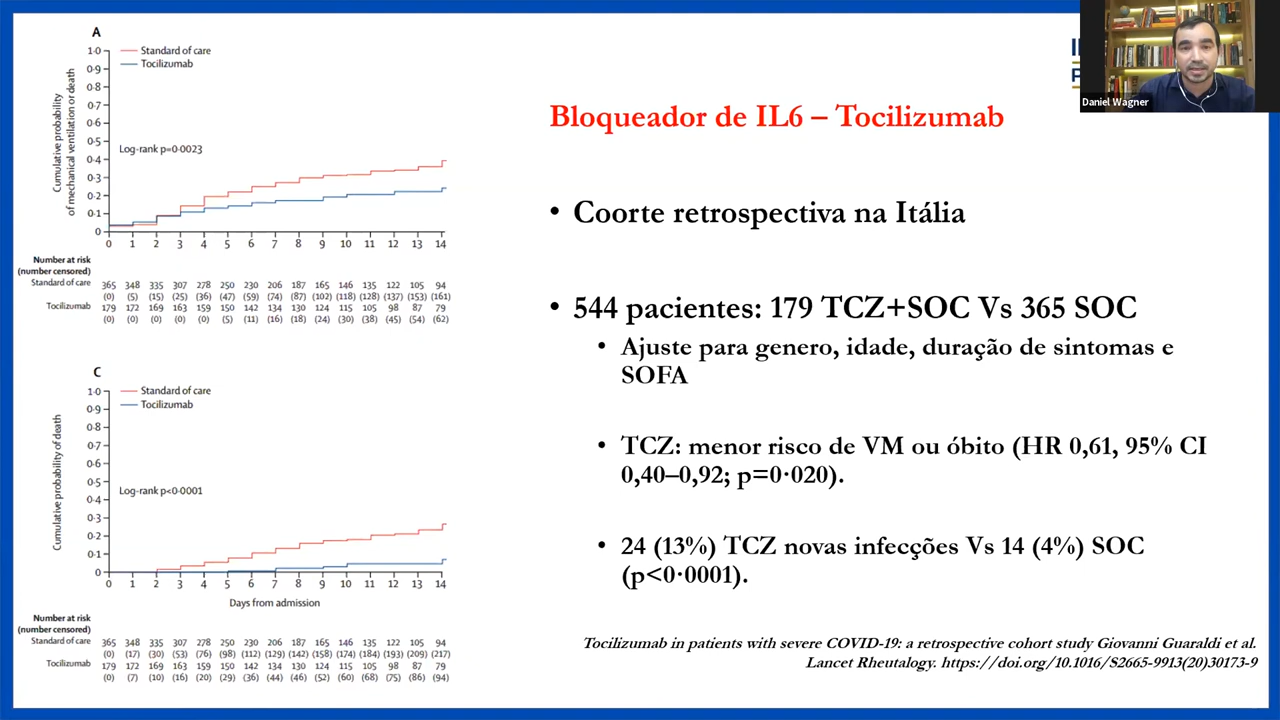 A
Standard of care
Tocilizumab
Cumulative probability
of mechanical ventilation or death
1·0
0·9
0·8
0·7
0·6
0·5
0·4
0·3
0·2
0·1
0
Log-rank p=0·0023
0 1 2 3 4 5 6 7 8 9 10 11 12 13 14
Number at risk
(number censored)
Standard of care 365 348 335 307 278 250 230 206 187 165 146 135 122 105 94
(0) (5) (15) (25) (36) (47) (59) (74) (87) (102) (118) (128) (137) (153) (161)
Tocilizumab 179 172 169 163 159 150 142 134 130 124 115 105 98 87 79
(0) (0) (0) (0) (0) (5) (11) (16) (18) (24) (30) (38) (45) (54) (62)
C
Standard of care
Tocilizumab
Cumulative probability of death
1·0
0·9
0·8
0·7
0·6
0·5
0·4
0·3
0·2
0·1
0
Log-rank p<0·0001
0 1 2 3 4 5 6 7 8 9 10 11 12 13 14
Days from admission
Number at risk
(number censored)
Standard of care 365 348 335 307 278 250 230 206 187 165 146 135 122 105 94
(0) (17) (30) (53) (76) (98) (112) (129) (142) (158) (174) (184) (193) (209) (217)
Tocilizumab 179 172 169 163 159 150 142 134 130 124 115 105 98 87 79
(0) (7) (10) (16) (20) (29) (36) (44) (46) (52) (60) (68) (75) (86) (94)
Daniel Wagner
Bloqueador de IL6 – Tocilizumab
• Coorte retrospectiva na Itália
• 544 pacientes: 179 TCZ+SOC Vs 365 SOC
• Ajuste para genero, idade, duração de sintomas e
SOFA
• TCZ: menor risco de VM ou óbito (HR 0,61, 95% CI
0,40–0,92; p=0·020).
• 24 (13%) TCZ novas infecções Vs 14 (4%) SOC
(p<0·0001).
Tocilizumab in patients with severe COVID-19: a retrospective cohort study Giovanni Guaraldi et al.
Lancet Rheutalogy. https://doi.org/10.1016/S2665-9913(20)30173-9